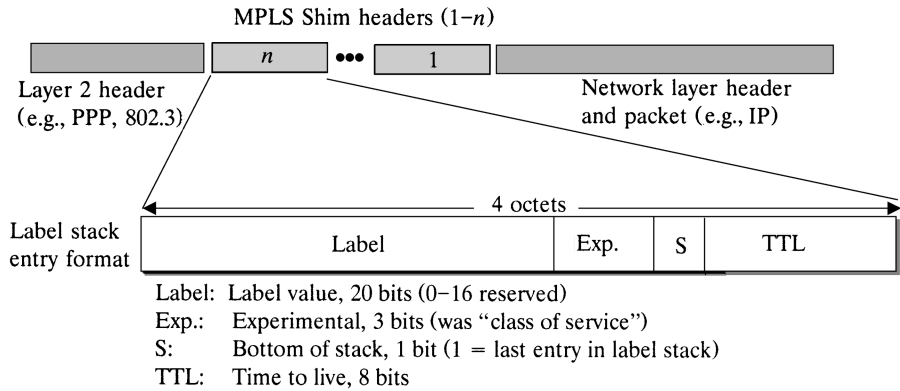 MPLS Shim headers (1–n)
n ••• 1
Layer 2 header
(e.g., PPP, 802.3)
Network layer header
and packet (e.g., IP)
4 octets
Label stack
entry format
Label Exp. S TTL
Label: Label value, 20 bits (0–16 reserved)
Exp.: Experimental, 3 bits (was “class of service”)
S: Bottom of stack, 1 bit (1 = last entry in label stack)
TTL: Time to live, 8 bits